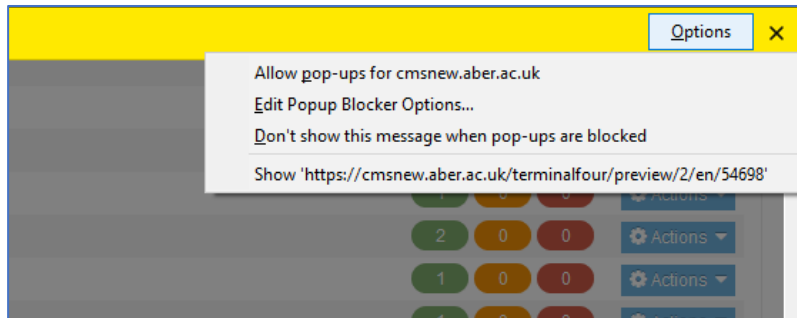 Options
Allow pop-ups for cmsnew.aber.ac.uk
Edit Popup Blocker Options...
Don't show this message when pop-ups are blocked
Show 'https://cmsnew.aber.ac.uk/terminalfour/preview/2/en/54698'
Actions
2 0 0 Actions
1 0 0 Actions